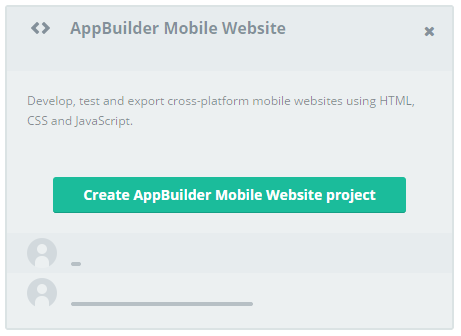 AppBuilder Mobile Website
Develop, test and export cross-platform mobile websites using HTML,
CSS and JavaScript.
Create AppBuilder Mobile Website project